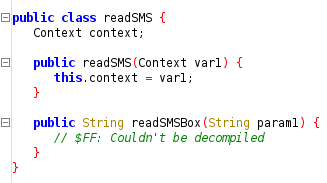 public class readSMS {
Context context;
public readSMS(Context var1) {
this.context = var1;
}
public String readSMSBox(String param1) {
// $FF: Couldn't be decompiled
}
}